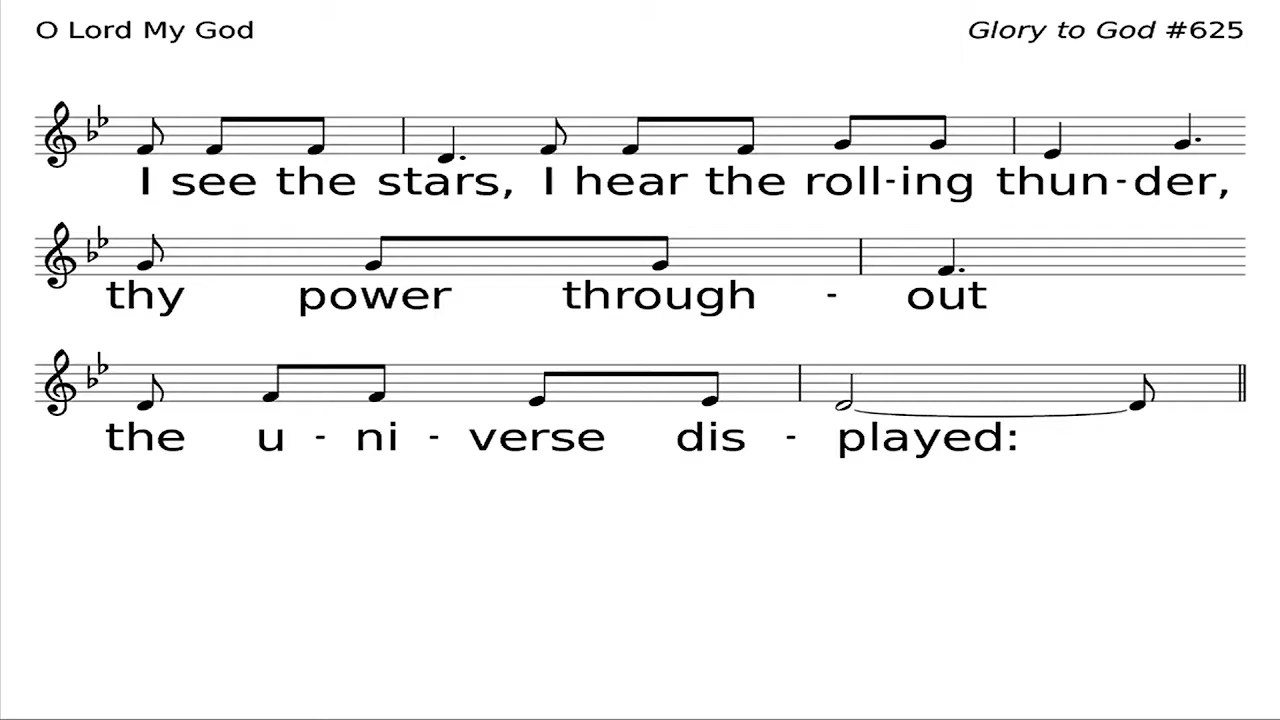 O Lord My God
Glory to God #625
I see the stars, I hear the roll-ing thun-der,
thy power through - out
the u - ni - verse dis - played: